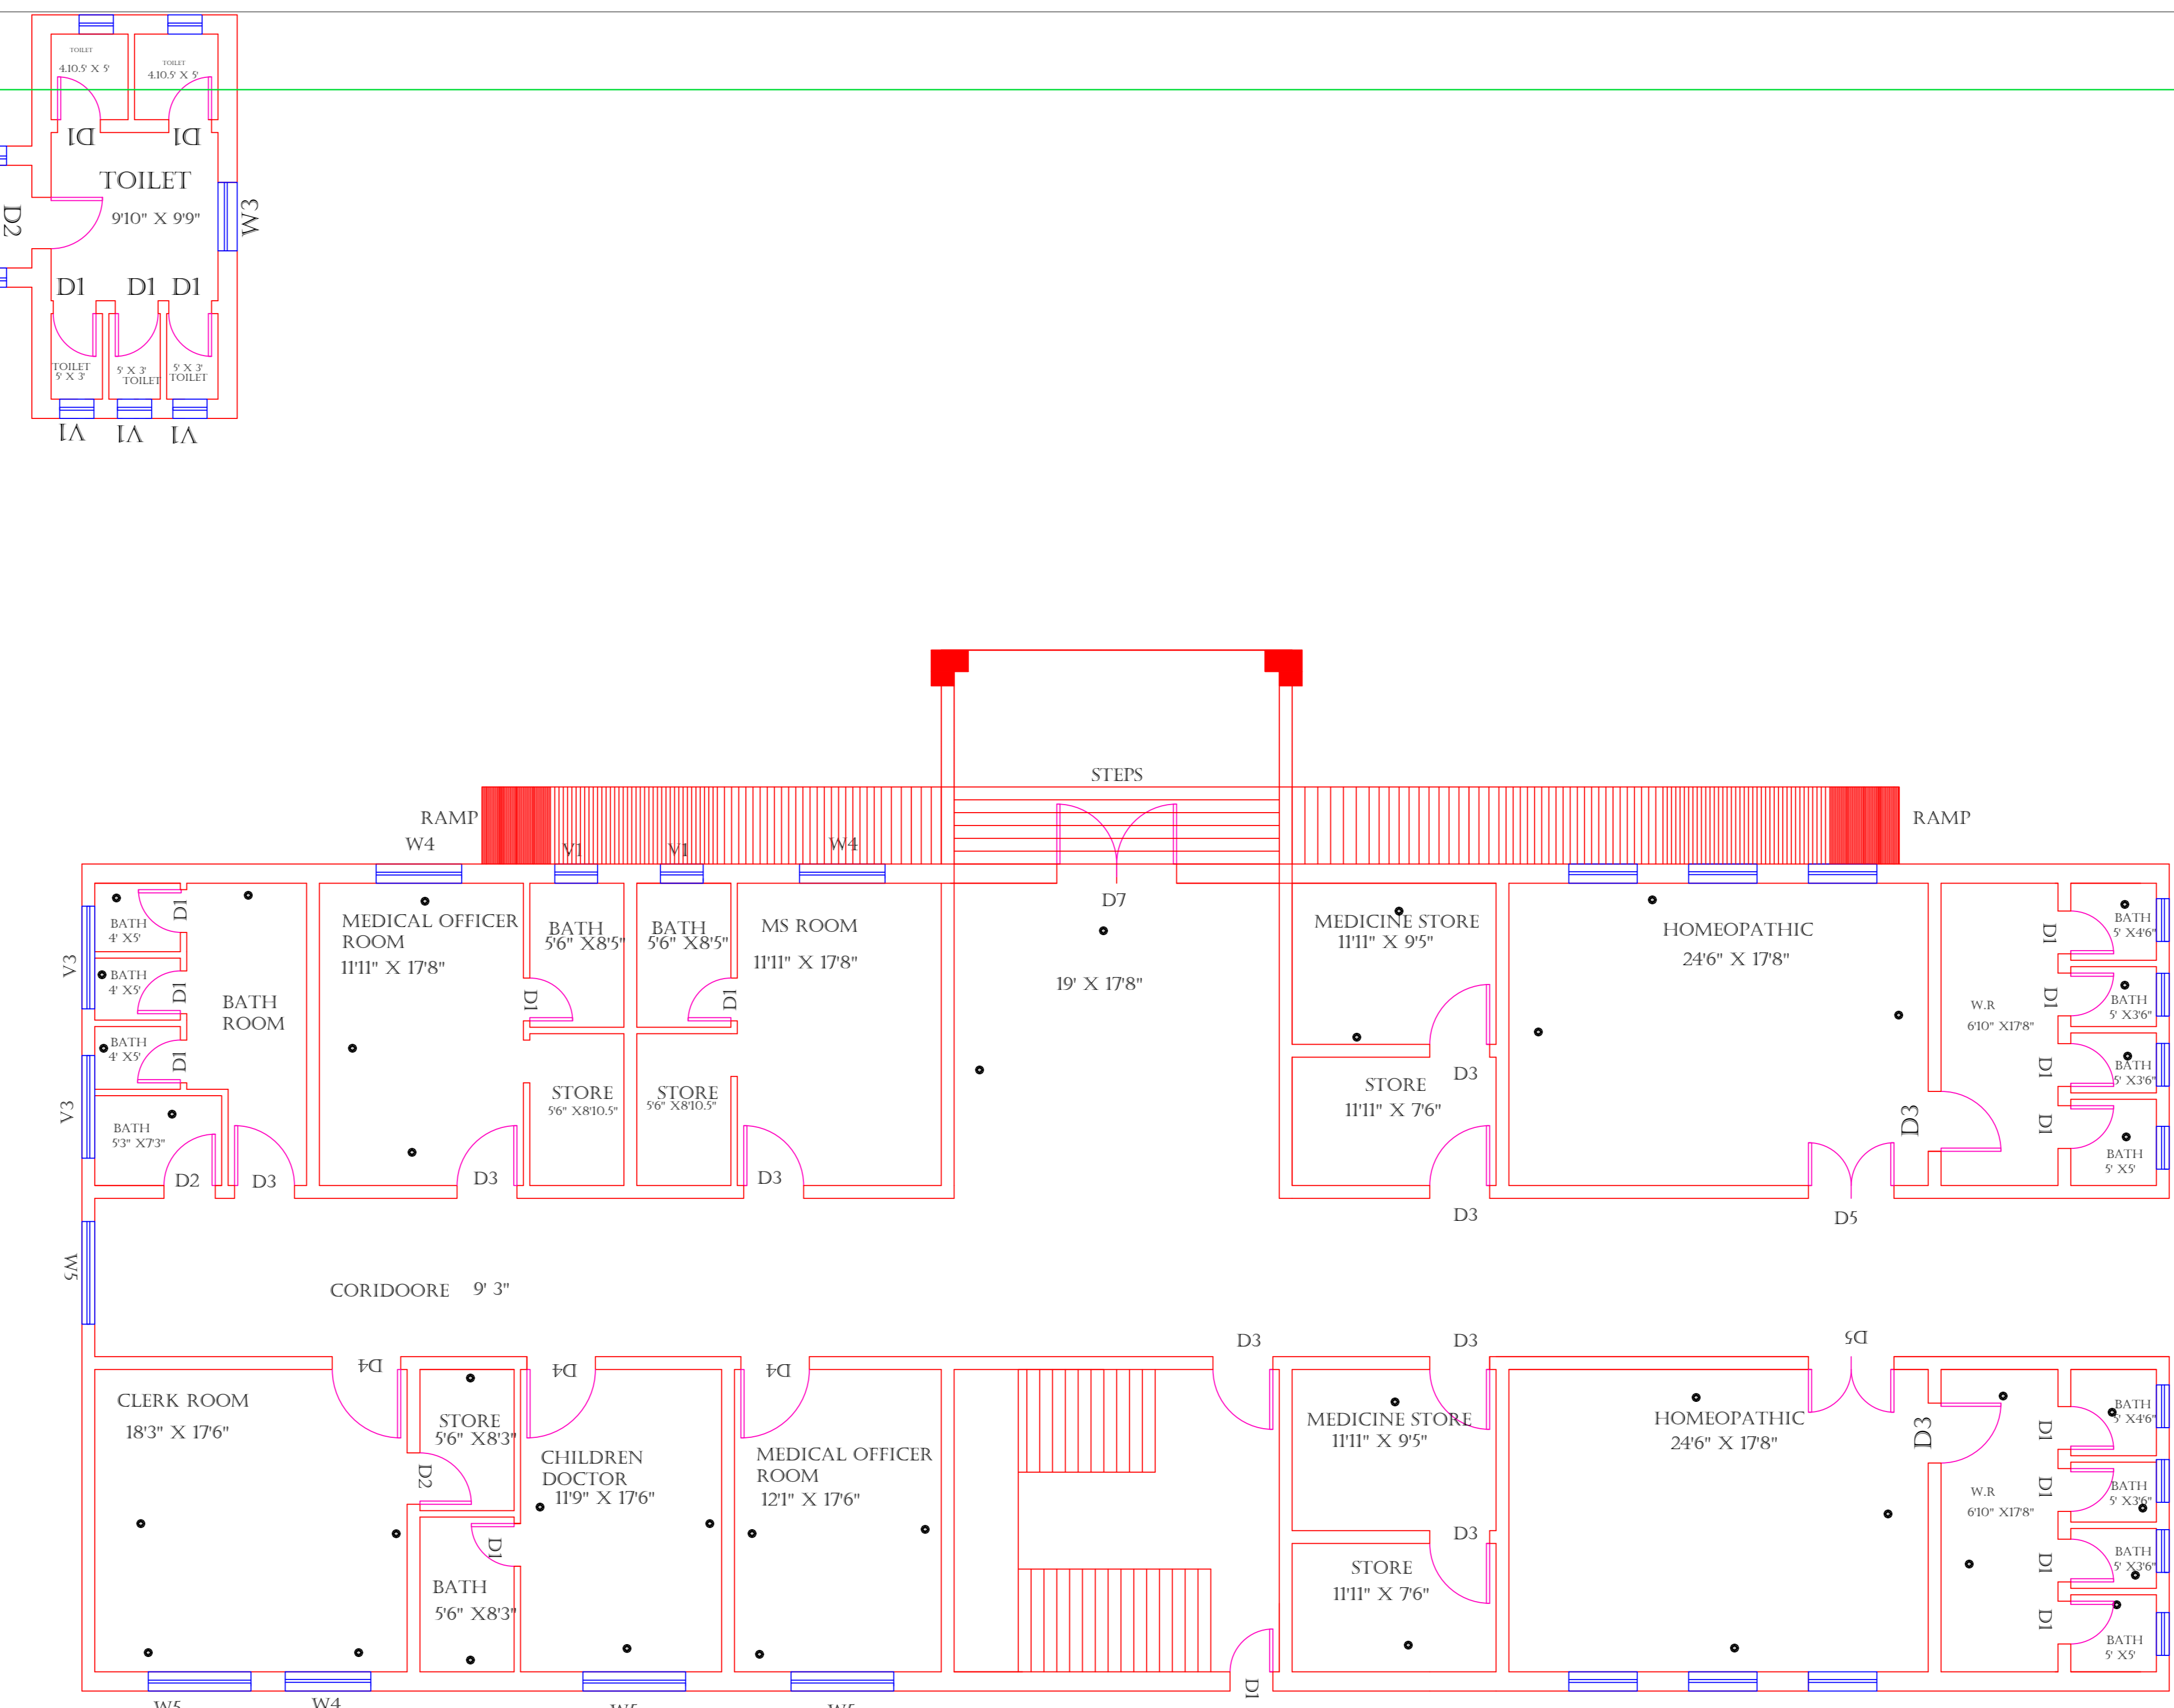 TOILET
4.10.5' X 5'
TOILET
4.10.5' X 5'
D1
D1
TOILET
9'10" X 9'9"
D2
W3
D1
D1
D1
TOILET
5' X 3'
5' X 3'
TOILET
5' X 3'
TOILET
V1
V1
V1
STEPS
RAMP
RAMP
W4
V1
V1
W4
D7
BATH
4' X5'
D1
MEDICAL OFFICER
ROOM
11'11" X 17'8"
BATH
5'6" X8'5"
BATH
5'6" X8'5"
MS ROOM
11'11" X 17'8"
19' X 17'8"
MEDICINE STORE
11'11" X 9'5"
HOMEOPATHIC
24'6" X 17'8"
D1
BATH
5' X4'6"
V3
BATH
4' X5'
D1
BATH
ROOM
D1
D1
W.R
6'10" X17'8"
D1
BATH
5' X3'6"
BATH
4' X5'
D1
D3
D1
BATH
5' X3'6"
V3
BATH
5'3" X7'3"
STORE
5'6" X8'10.5"
STORE
5'6" X8'10.5"
STORE
11'11" X 7'6"
D3
D1
BATH
5' X5'
D2
D3
D3
D3
D3
D5
W5
CORIDOORE 9' 3"
D3
D3
D5
D4
D4
D4
CLERK ROOM
18'3" X 17'6"
STORE
5'6" X8'3"
D2
CHILDREN
DOCTOR
11'9" X 17'6"
MEDICAL OFFICER
ROOM
12'1" X 17'6"
MEDICINE STORE
11'11" X 9'5"
HOMEOPATHIC
24'6" X 17'8"
D3
D1
BATH
5' X4'6"
W.R
6'10" X17'8"
D1
BATH
5' X3'6"
D1
D3
D1
BATH
5' X3'6"
BATH
5'6" X8'3"
STORE
11'11" X 7'6"
D1
BATH
5' X5'
D1
W5
W4
W5
W5